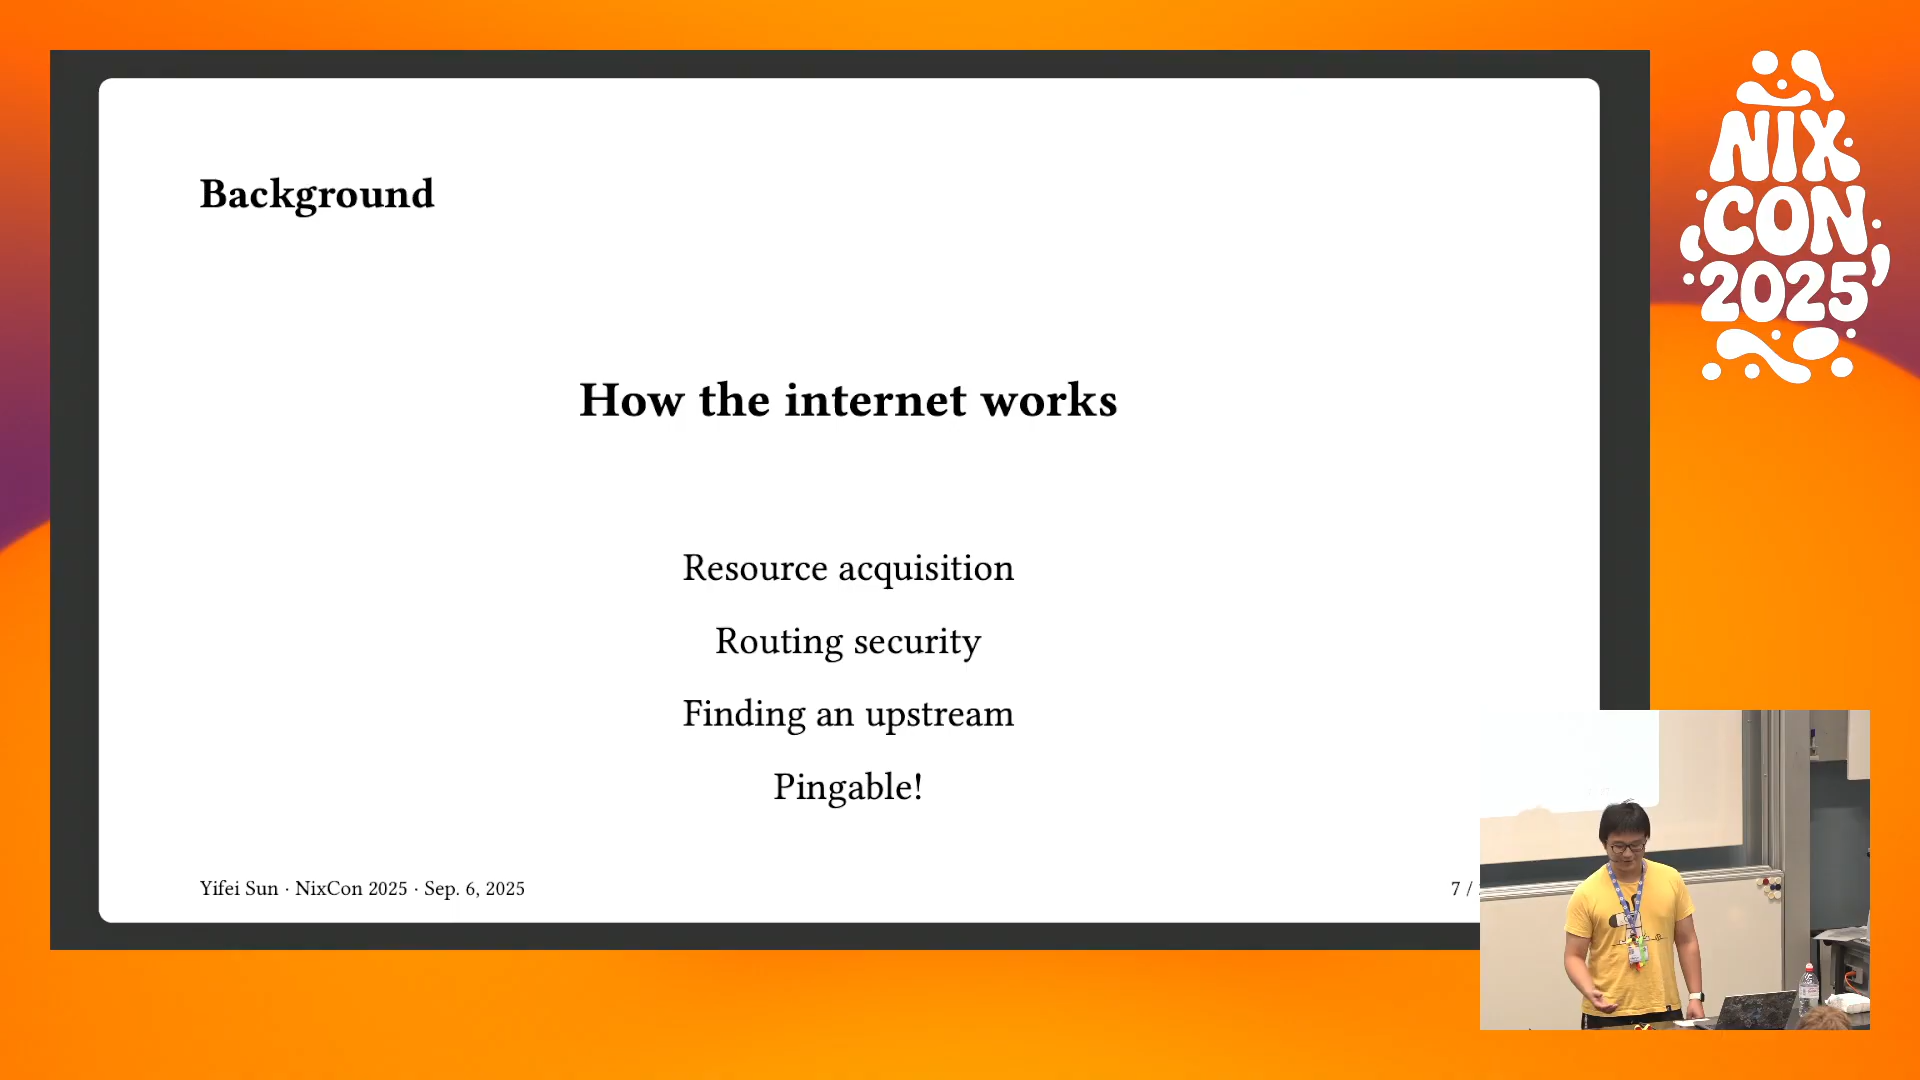 Background
How the internet works
Resource acquisition
Routing security
Finding an upstream
Pingable!
Yifei Sun · NixCon 2025 · Sep. 6, 2025
7 /
NIX
CON
2025